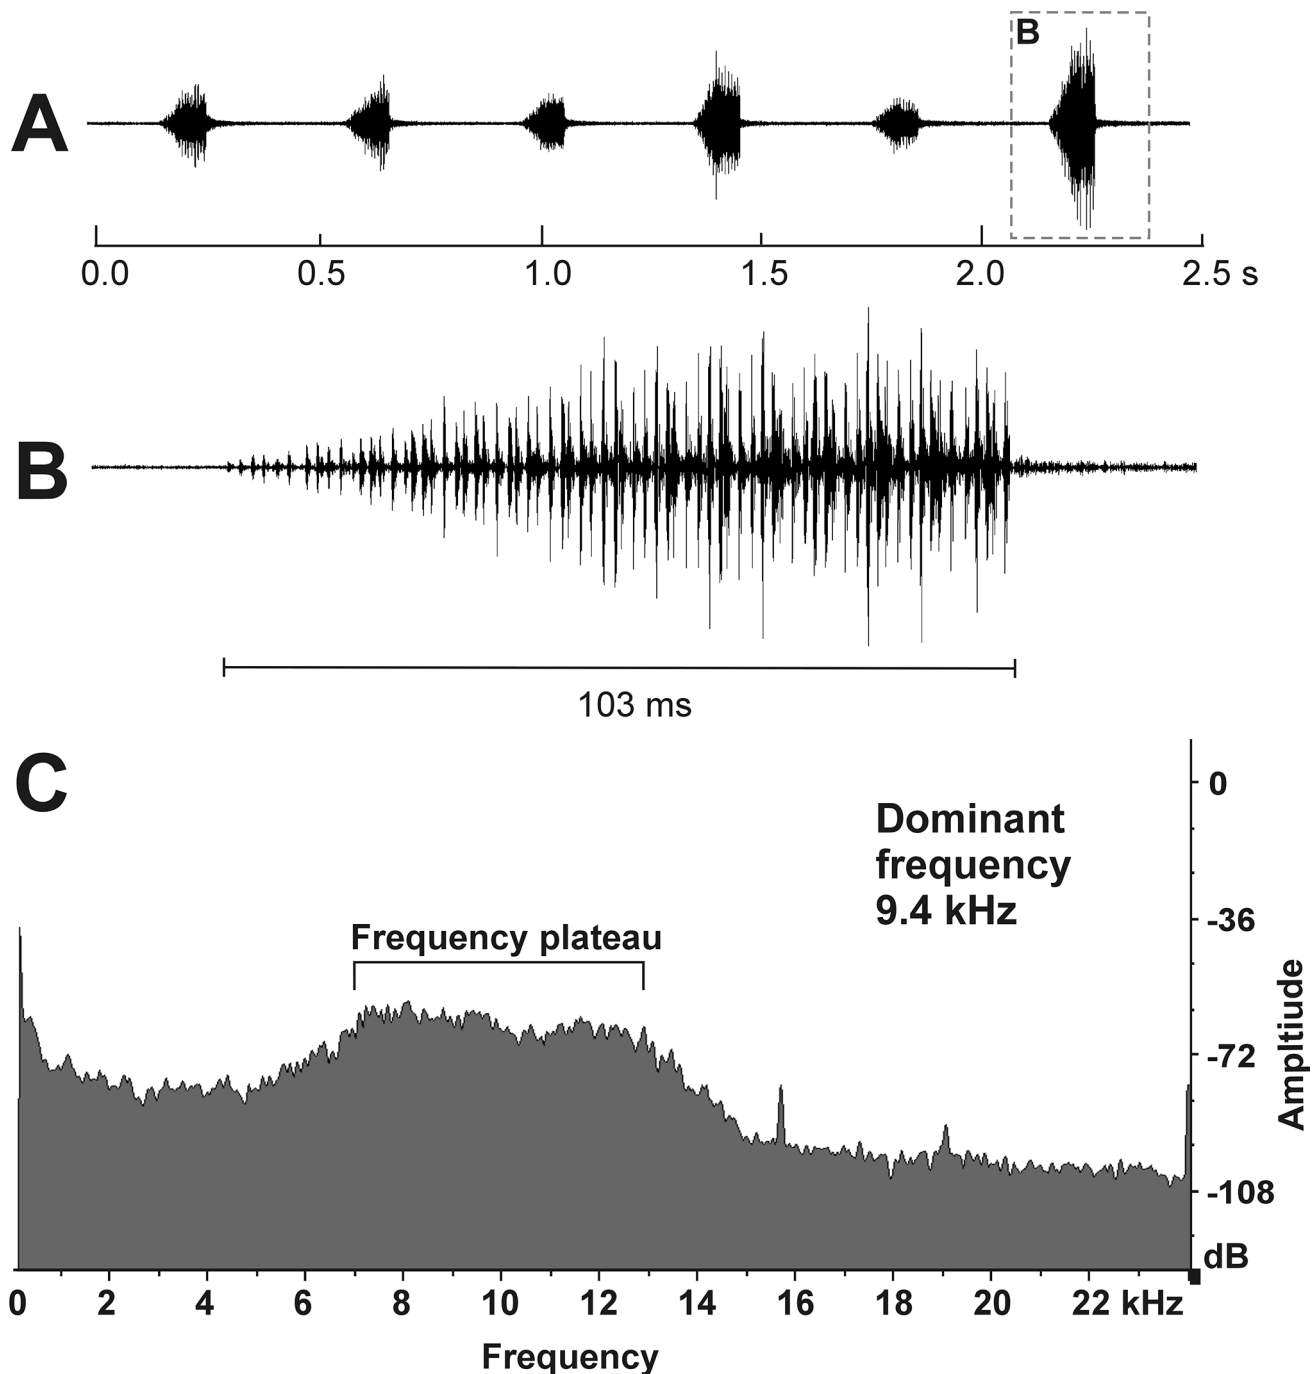 A
B
0.0 0.5 1.0 1.5 2.0 2.5 s
B
103 ms
C
Dominant
frequency
9.4 kHz
Frequency plateau
0
-36
-72
-108
dB
Ampltiude
0 2 4 6 8 10 12 14 16 18 20 22 kHz
Frequency